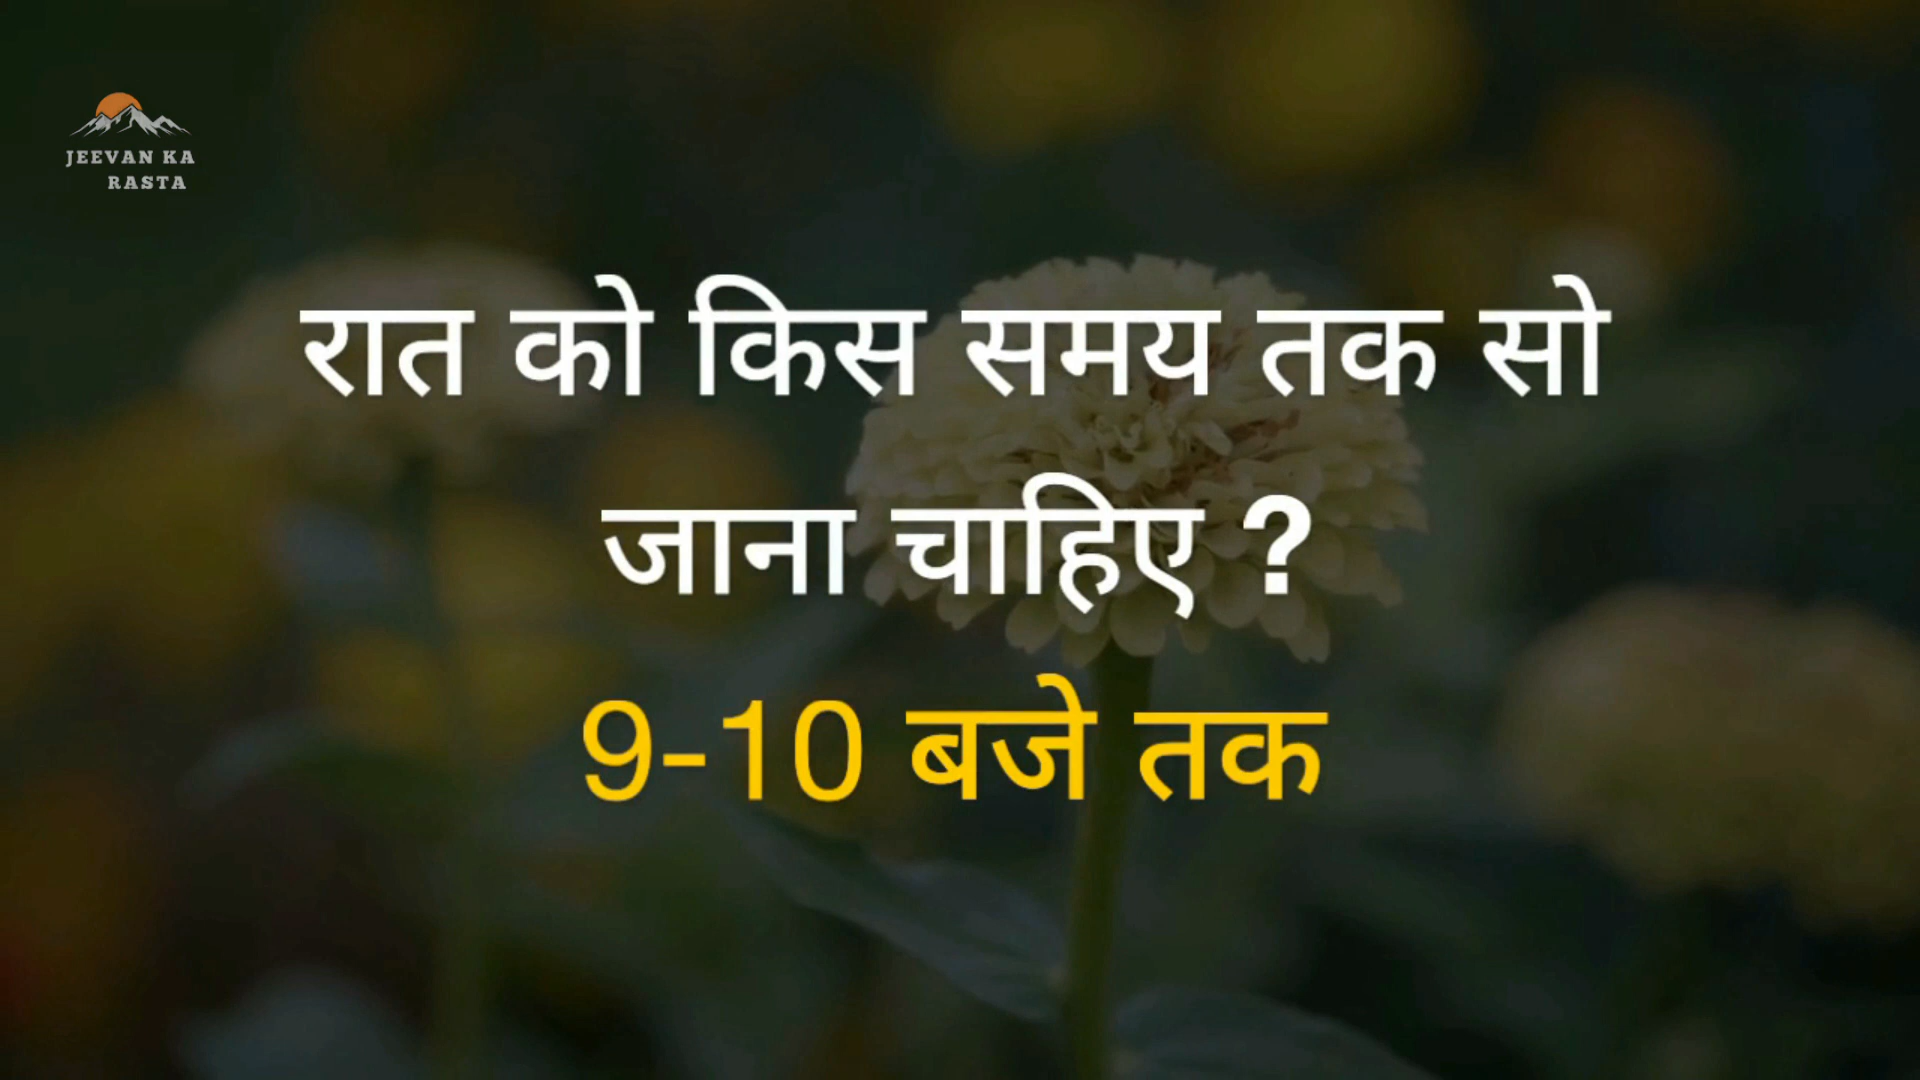 JEEVAN KA
RASTA
रात को किस समय तक सो
जाना चाहिए ?
9-10 बजे तक